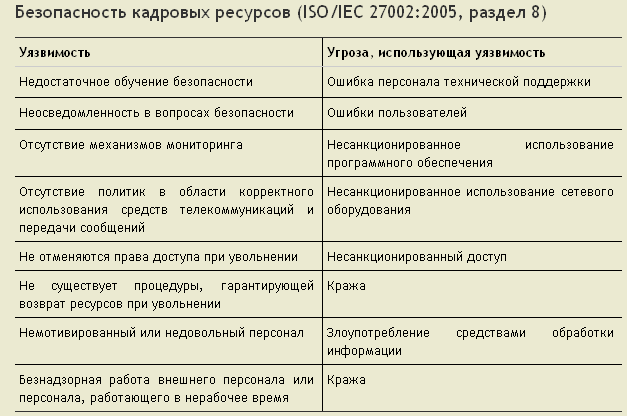 Безопасность кадровых ресурсов (ISO/IEC 27002:2005, раздел 8)
Уязвимость Угроза, использующая уязвимость
Недостаточное обучение безопасности Ошибка персонала технической поддержки
Неосведомленность в вопросах безопасности Ошибки пользователей
Отсутствие механизмов мониторинга Несанкционированное использование
программного обеспечения
Отсутствие политик в области корректного Несанкционированное использование сетевого
использования средств телекоммуникаций и оборудования
передачи сообщений
Не отменяются права доступа при увольнении Несанкционированный доступ
Не существует процедуры, гарантирующей Кража
возврат ресурсов при увольнении
Немотивированный или недовольный персонал Злоупотребление средствами обработки
информации
Безнадзорная работа внешнего персонала или Кража
персонала, работающего в нерабочее время